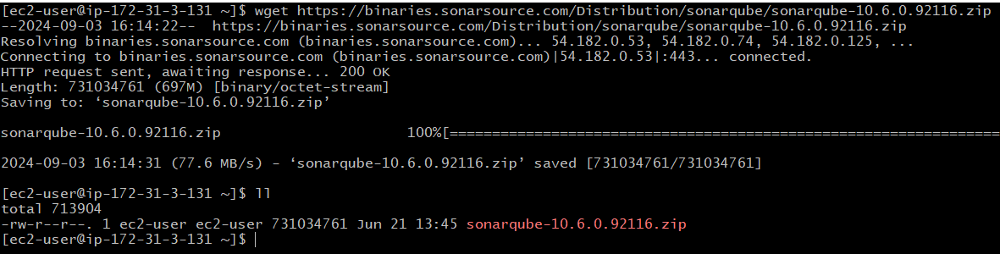 [ec2-user@ip-172-31-3-131 ~]$ wget https://binaries.sonarsource.com/Distribution/sonarqube/sonarqube-10.6.0.92116.zip
--2024-09-03 16:14:22--  https://binaries.sonarsource.com/Distribution/sonarqube/sonarqube-10.6.0.92116.zip
Resolving binaries.sonarsource.com (binaries.sonarsource.com)... 54.182.0.53, 54.182.0.74, 54.182.0.125, ...
Connecting to binaries.sonarsource.com (binaries.sonarsource.com)|54.182.0.53|:443... connected.
HTTP request sent, awaiting response... 200 OK
Length: 731034761 (697M) [binary/octet-stream]
Saving to: ‘sonarqube-10.6.0.92116.zip’
sonarqube-10.6.0.92116.zip                      100%[=================================================================
2024-09-03 16:14:31 (77.6 MB/s) - ‘sonarqube-10.6.0.92116.zip’ saved [731034761/731034761]
[ec2-user@ip-172-31-3-131 ~]$ ll
total 713904
-rw-r--r--. 1 ec2-user ec2-user 731034761 Jun 21 13:45 sonarqube-10.6.0.92116.zip
[ec2-user@ip-172-31-3-131 ~]$